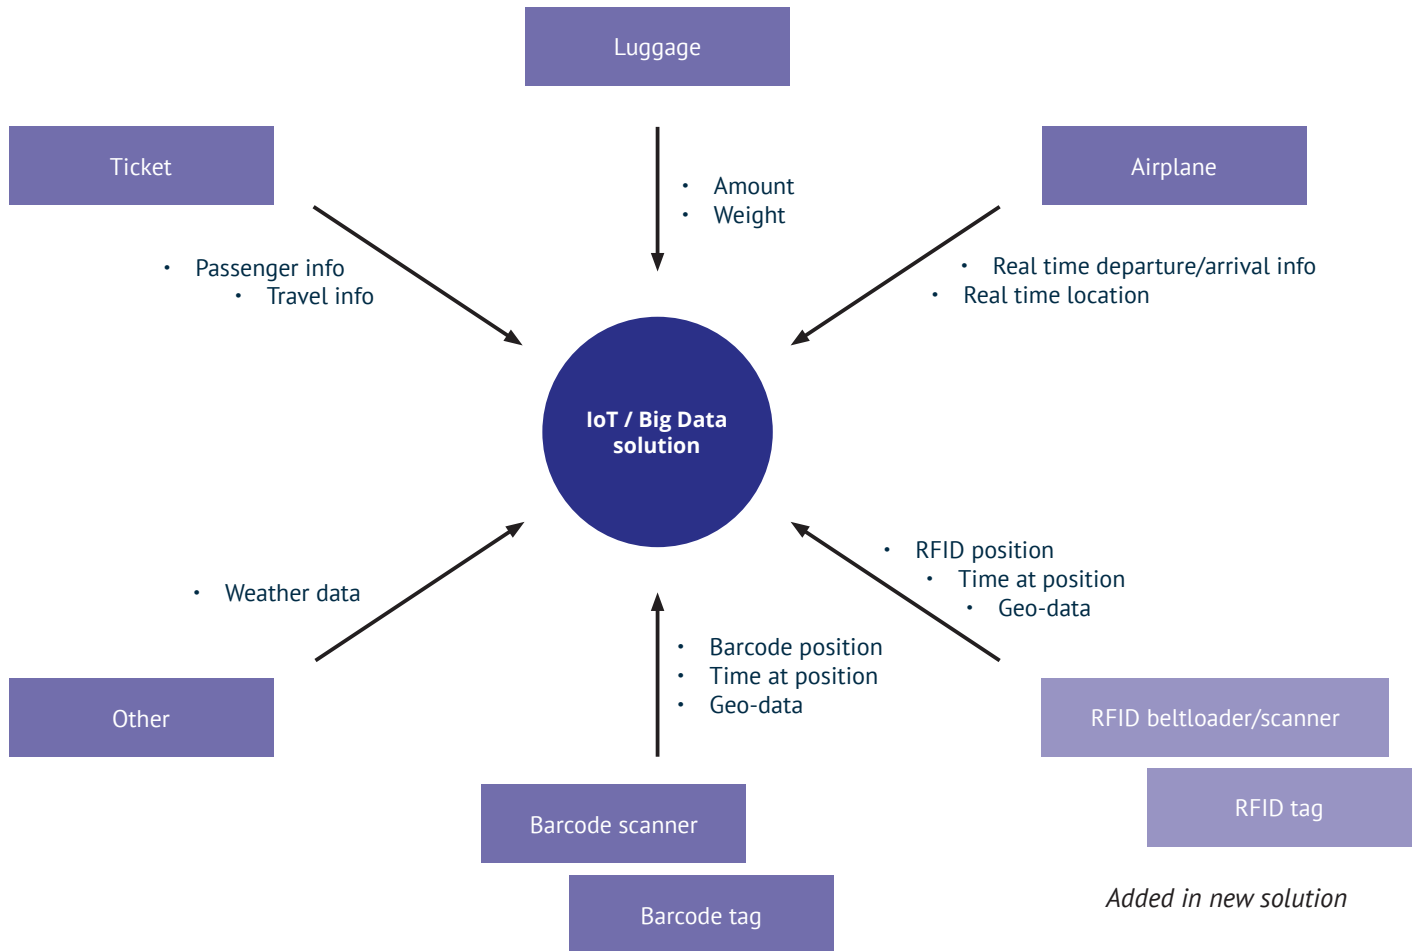 Luggage
Ticket
Airplane
• Amount
• Weight
• Passenger info
• Travel info
• Real time departure/arrival info
• Real time location
IoT / Big Data
solution
• RFID position
• Time at position
• Geo-data
• Weather data
• Barcode position
• Time at position
• Geo-data
Other
RFID beltloader/scanner
Barcode scanner
RFID tag
Barcode tag
Added in new solution